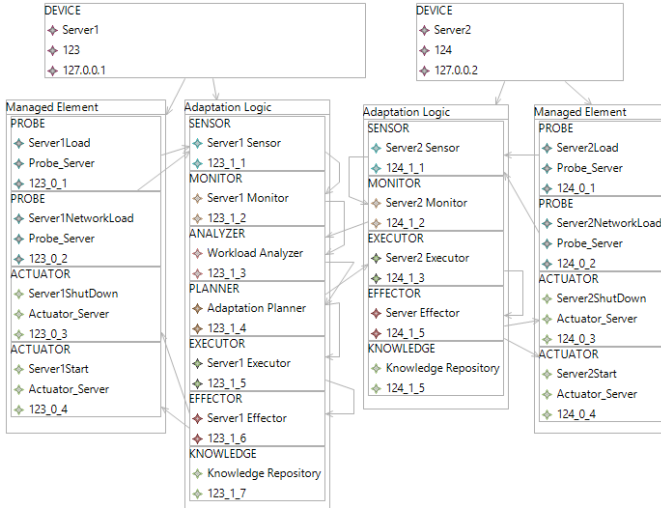 DEVICE
Server1
123
127.0.0.1
DEVICE
Server2
124
127.0.0.2
Managed Element
PROBE
Server1Load
Probe_Server
123_0_1
PROBE
Server1NetworkLoad
Probe_Server
123_0_2
ACTUATOR
Server1ShutDown
Actuator_Server
123_0_3
ACTUATOR
Server1Start
Actuator_Server
123_0_4
Adaptation Logic
SENSOR
Server1 Sensor
123_1_1
MONITOR
Server1 Monitor
123_1_2
ANALYZER
Workload Analyzer
123_1_3
PLANNER
Adaptation Planner
123_1_4
EXECUTOR
Server1 Executor
123_1_5
EFFECTOR
Server1 Effector
123_1_6
KNOWLEDGE
Knowledge Repository
123_1_7
Adaptation Logic
SENSOR
Server2 Sensor
124_1_1
MONITOR
Server2 Monitor
124_1_2
EXECUTOR
Server2 Executor
124_1_3
EFFECTOR
Server Effector
124_1_5
KNOWLEDGE
Knowledge Repository
124_1_5
Managed Element
PROBE
Server2Load
Probe_Server
124_0_1
PROBE
Server2NetworkLoad
Probe_Server
124_0_2
ACTUATOR
Server2ShutDown
Actuator_Server
124_0_3
ACTUATOR
Server2Start
Actuator_Server
124_0_4